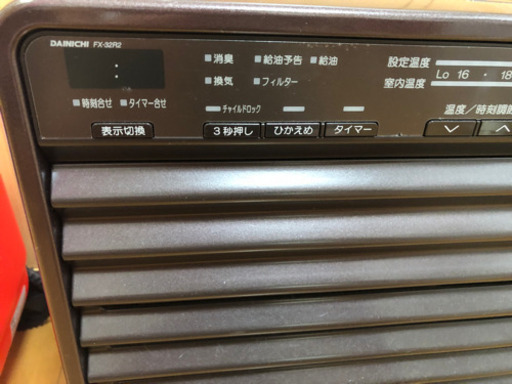 DAINICHI FX-32R2
消臭 給油予告 給油
換気 フィルター
設定温度
Lo 16 · 18
室内温度
時刻合せ タイマー合せ
チャイルドロック
温度/時刻調節
表示切換 3秒押し ひかえめ タイマー